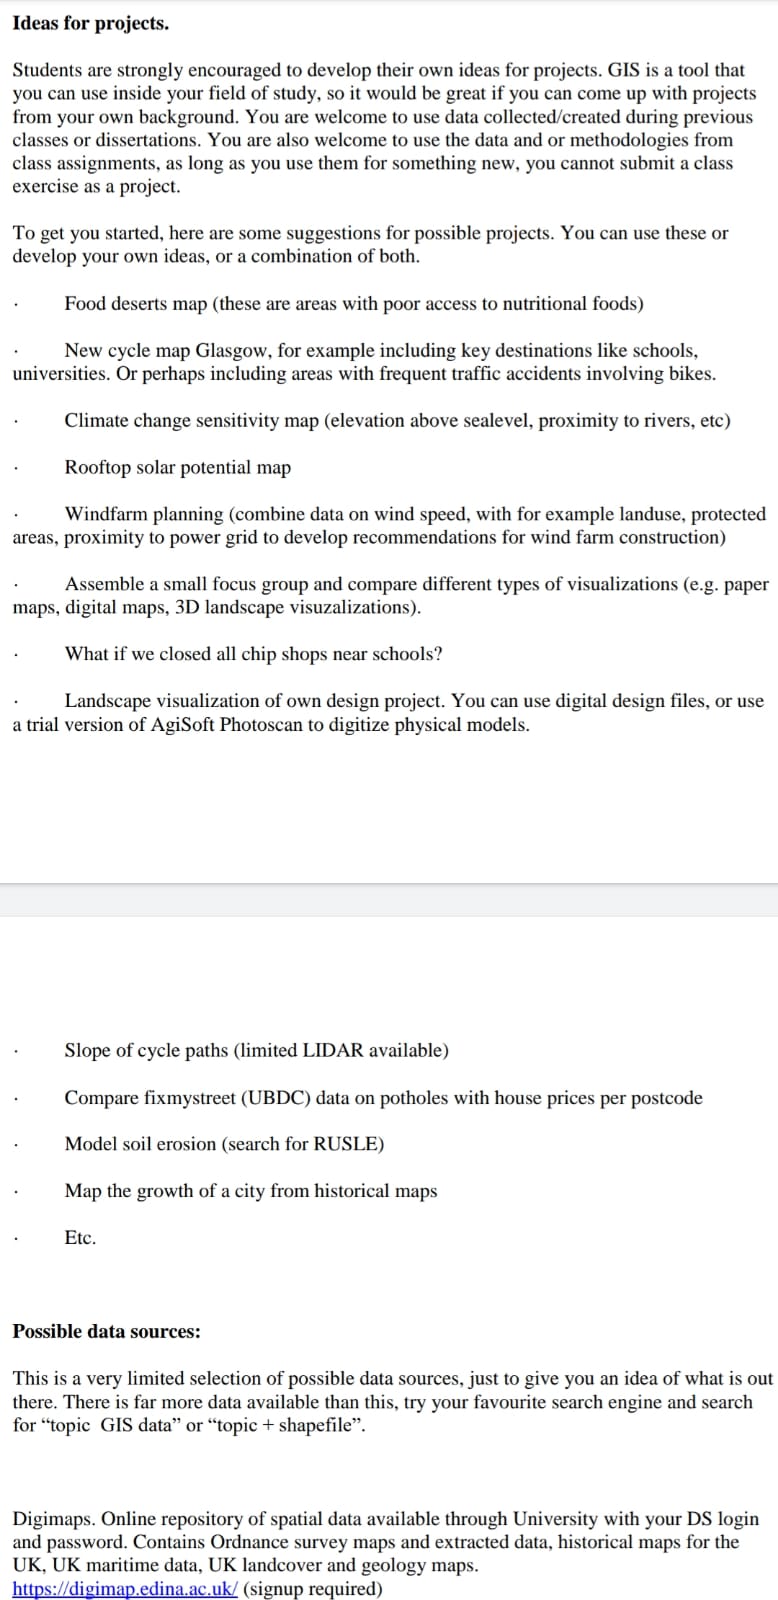 Ideas for projects.
Students are strongly encouraged to develop their own ideas for projects. GIS is a tool that
you can use inside your field of study, so it would be great if you can come up with projects
from your own background. You are welcome to use data collected/created during previous
classes or dissertations. You are also welcome to use the data and or methodologies from
class assignments, as long as you use them for something new, you cannot submit a class
exercise as a project.
To get you started, here are some suggestions for possible projects. You can use these or
develop your own ideas, or a combination of both.
· Food deserts map (these are areas with poor access to nutritional foods)
· New cycle map Glasgow, for example including key destinations like schools,
universities. Or perhaps including areas with frequent traffic accidents involving bikes.
· Climate change sensitivity map (elevation above sealevel, proximity to rivers, etc)
· Rooftop solar potential map
· Windfarm planning (combine data on wind speed, with for example landuse, protected
areas, proximity to power grid to develop recommendations for wind farm construction)
· Assemble a small focus group and compare different types of visualizations (e.g. paper
maps, digital maps, 3D landscape visuzalizations).
· What if we closed all chip shops near schools?
· Landscape visualization of own design project. You can use digital design files, or use
a trial version of AgiSoft Photoscan to digitize physical models.
· Slope of cycle paths (limited LIDAR available)
· Compare fixmystreet (UBDC) data on potholes with house prices per postcode
· Model soil erosion (search for RUSLE)
· Map the growth of a city from historical maps
· Etc.
Possible data sources:
This is a very limited selection of possible data sources, just to give you an idea of what is out
there. There is far more data available than this, try your favourite search engine and search
for “topic  GIS data” or “topic + shapefile”.
Digimaps. Online repository of spatial data available through University with your DS login
and password. Contains Ordnance survey maps and extracted data, historical maps for the
UK, UK maritime data, UK landcover and geology maps.
https://digimap.edina.ac.uk/ (signup required)